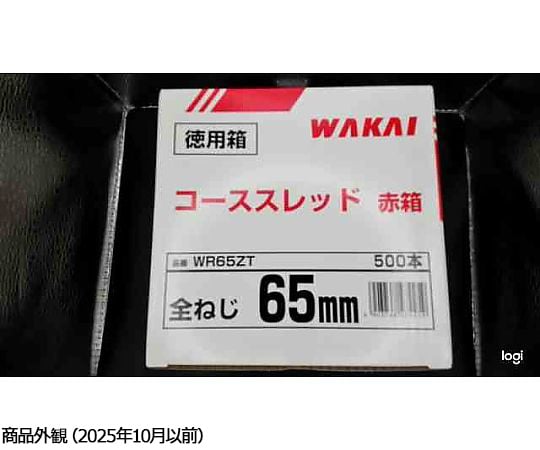 徳用箱
WAKAI
コーススレッド 赤箱
品番 WR65ZT 500本
全ねじ 65mm
logi
商品外観（2025年10月以前）